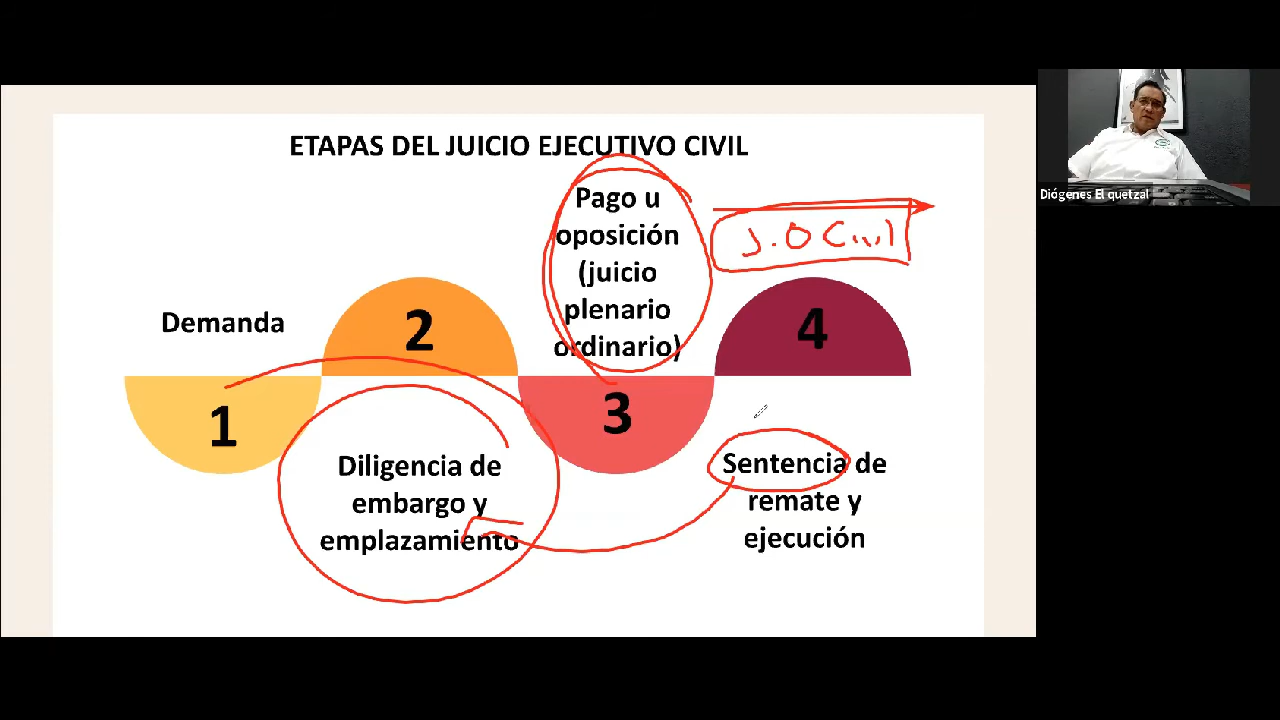 ETAPAS DEL JUICIO EJECUTIVO CIVIL
Demanda
1
2
Diligencia de
embargo y
emplazamiento
Pago u
oposición
(juicio
plenario
ordinario)
3
J.O Civil
4
Sentencia de
remate y
ejecución
Diógenes El quetzal